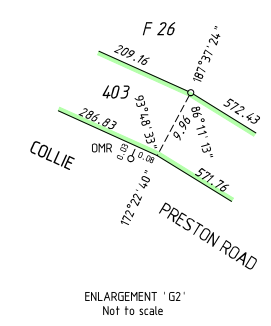 F 26
209.16
187°37'24"
572.43
403
93°48'33"
9.96
86°11'13"
286.83
OMR
0.03
0.08
COLLIE
571.76
172°22'40"
PRESTON ROAD
ENLARGEMENT 'G2'
Not to scale